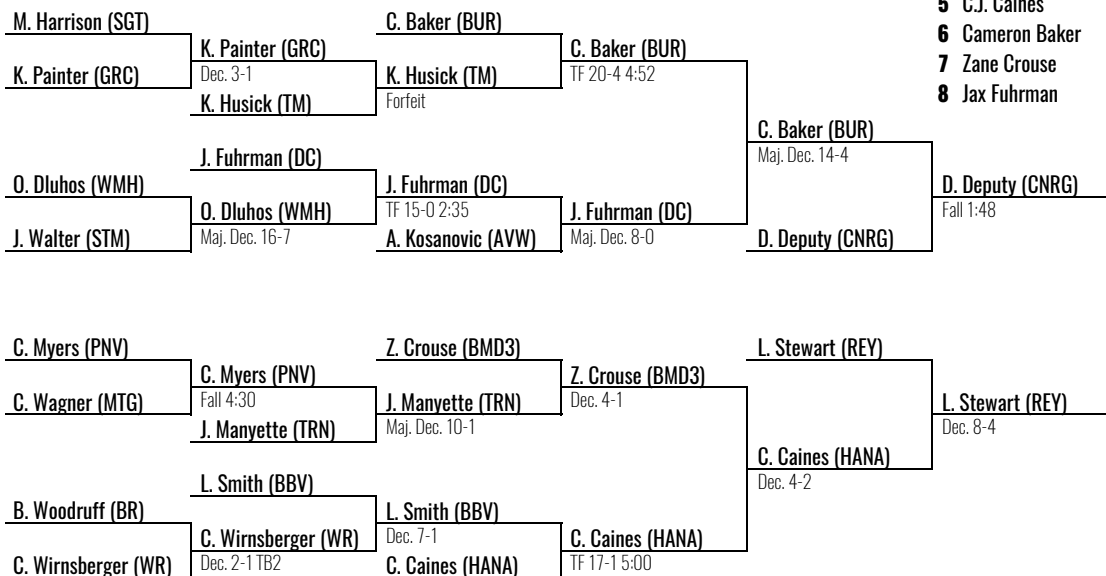 5 C.J. Caines
6 Cameron Baker
7 Zane Crouse
8 Jax Fuhrman
M. Harrison (SGT)
K. Painter (GRC)
K. Painter (GRC)
Dec. 3-1
K. Husick (TM)
C. Baker (BUR)
K. Husick (TM)
Forfeit
C. Baker (BUR)
TF 20-4 4:52
O. Dluhos (WMH)
J. Walter (STM)
J. Fuhrman (DC)
O. Dluhos (WMH)
Maj. Dec. 16-7
J. Fuhrman (DC)
TF 15-0 2:35
A. Kosanovic (AVW)
J. Fuhrman (DC)
Maj. Dec. 8-0
C. Baker (BUR)
Maj. Dec. 14-4
D. Deputy (CNRG)
D. Deputy (CNRG)
Fall 1:48
C. Myers (PNV)
C. Wagner (MTG)
C. Myers (PNV)
Fall 4:30
J. Manyette (TRN)
Z. Crouse (BMD3)
J. Manyette (TRN)
Maj. Dec. 10-1
Z. Crouse (BMD3)
Dec. 4-1
B. Woodruff (BR)
C. Wirnsberger (WR)
L. Smith (BBV)
C. Wirnsberger (WR)
Dec. 2-1 TB2
L. Smith (BBV)
Dec. 7-1
C. Caines (HANA)
C. Caines (HANA)
TF 17-1 5:00
L. Stewart (REY)
C. Caines (HANA)
Dec. 4-2
L. Stewart (REY)
Dec. 8-4